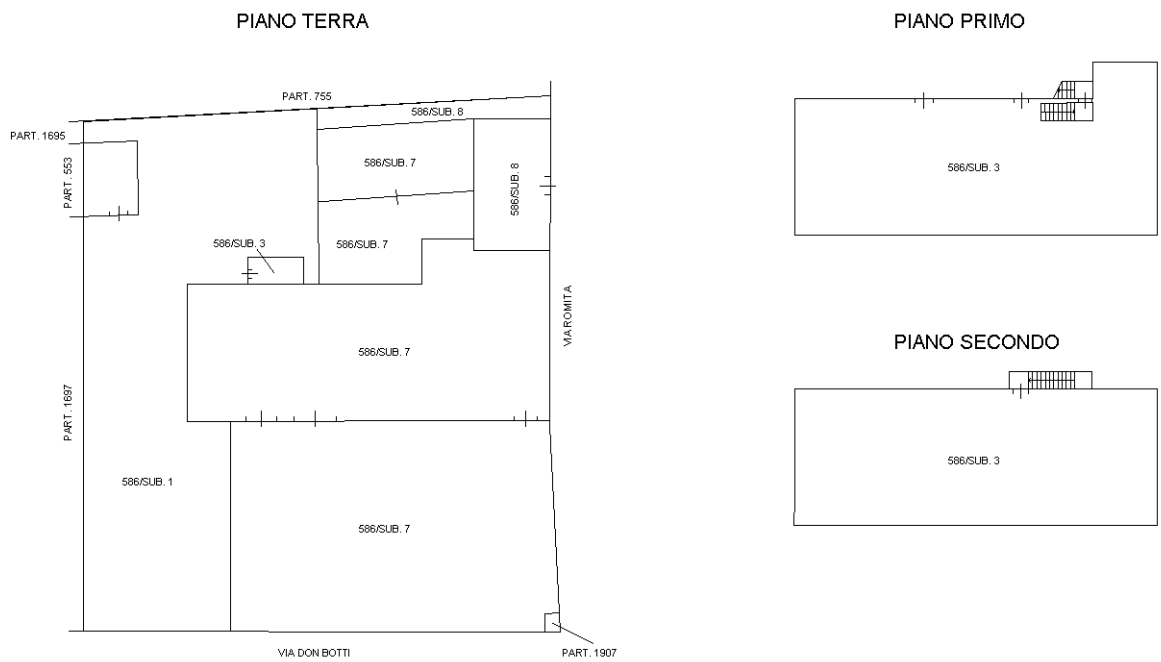 PIANO TERRA
PIANO PRIMO
PART. 755
586/SUB. 8
PART. 1695
PART. 553
586/SUB. 7
586/SUB. 8
586/SUB. 3
586/SUB. 3
586/SUB. 7
VIA ROMITA
PIANO SECONDO
586/SUB. 7
PART. 1697
586/SUB. 3
586/SUB. 1
586/SUB. 7
VIA DON BOTTI
PART. 1907